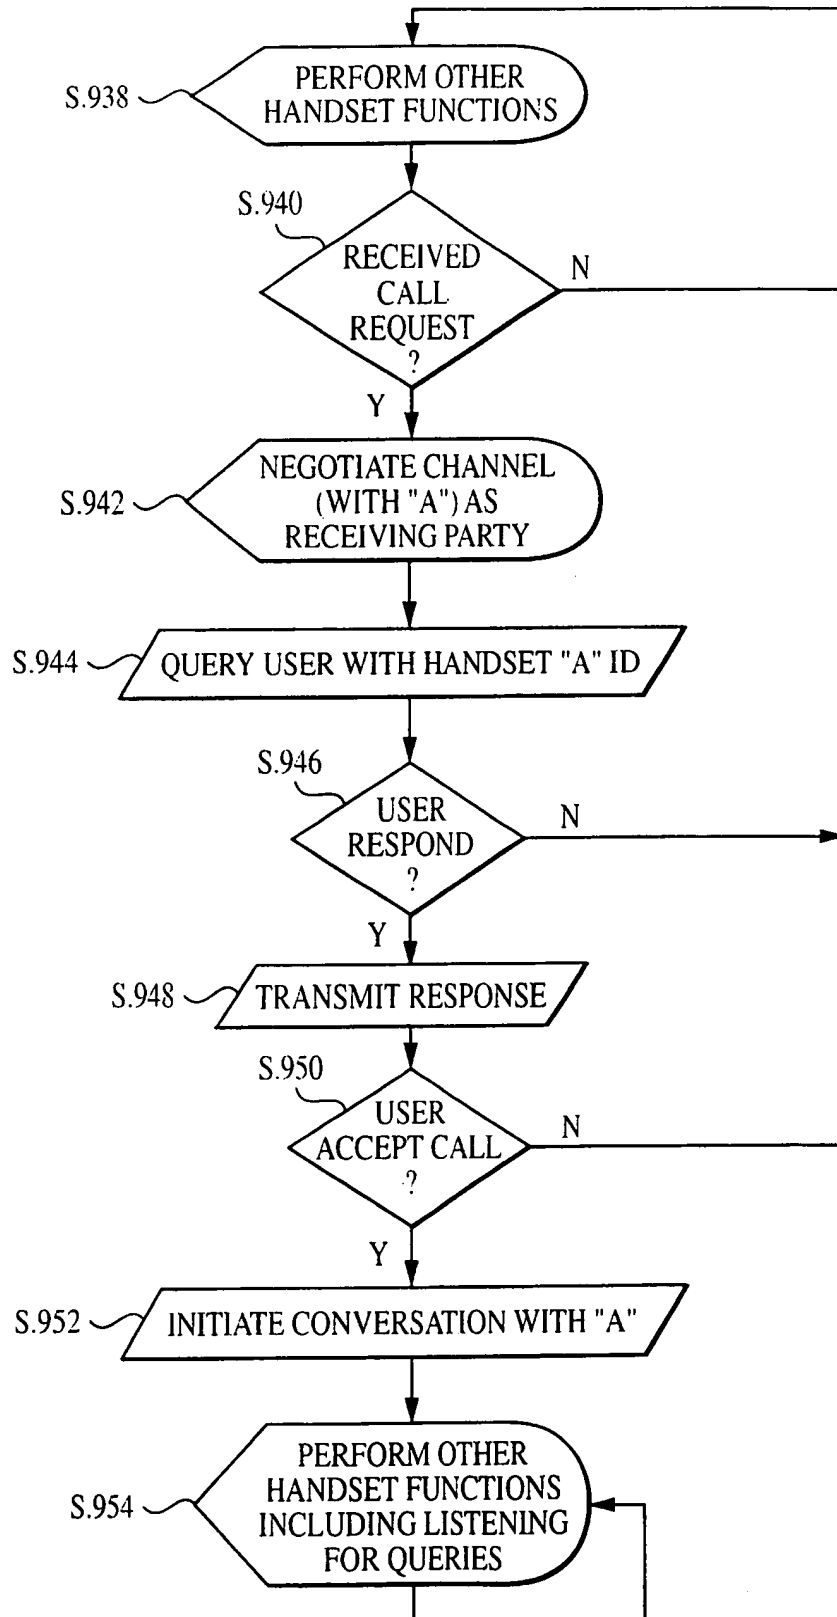 S.938
PERFORM OTHER
HANDSET FUNCTIONS
S.940
RECEIVED
CALL
REQUEST
?
N
Y
S.942
NEGOTIATE CHANNEL
(WITH "A") AS
RECEIVING PARTY
S.944
QUERY USER WITH HANDSET "A" ID
S.946
USER
RESPOND
?
N
Y
S.948
TRANSMIT RESPONSE
S.950
USER
ACCEPT CALL
?
N
Y
S.952
INITIATE CONVERSATION WITH "A"
S.954
PERFORM OTHER
HANDSET FUNCTIONS
INCLUDING LISTENING
FOR QUERIES